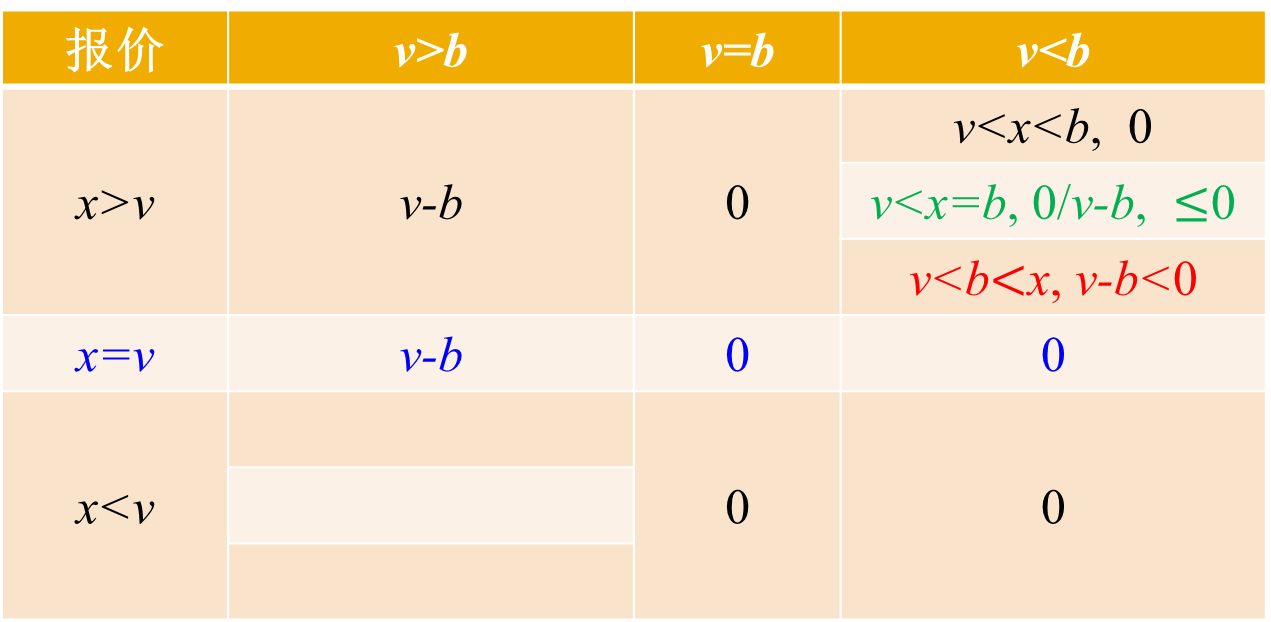 报价 v>b v=b v<b
x>v v-b 0 v<x<b, 0
v<x=b, 0/v-b, ≤0
v<b<x, v-b<0
x=v v-b 0 0
x<v 0 0